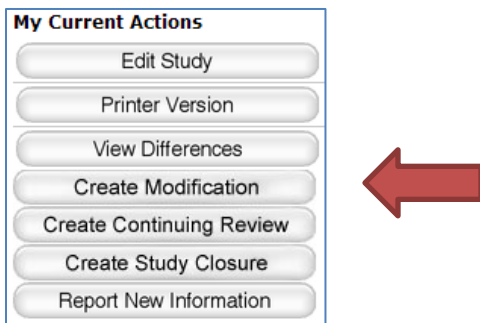 My Current Actions
Edit Study
Printer Version
View Differences
Create Modification
Create Continuing Review
Create Study Closure
Report New Information